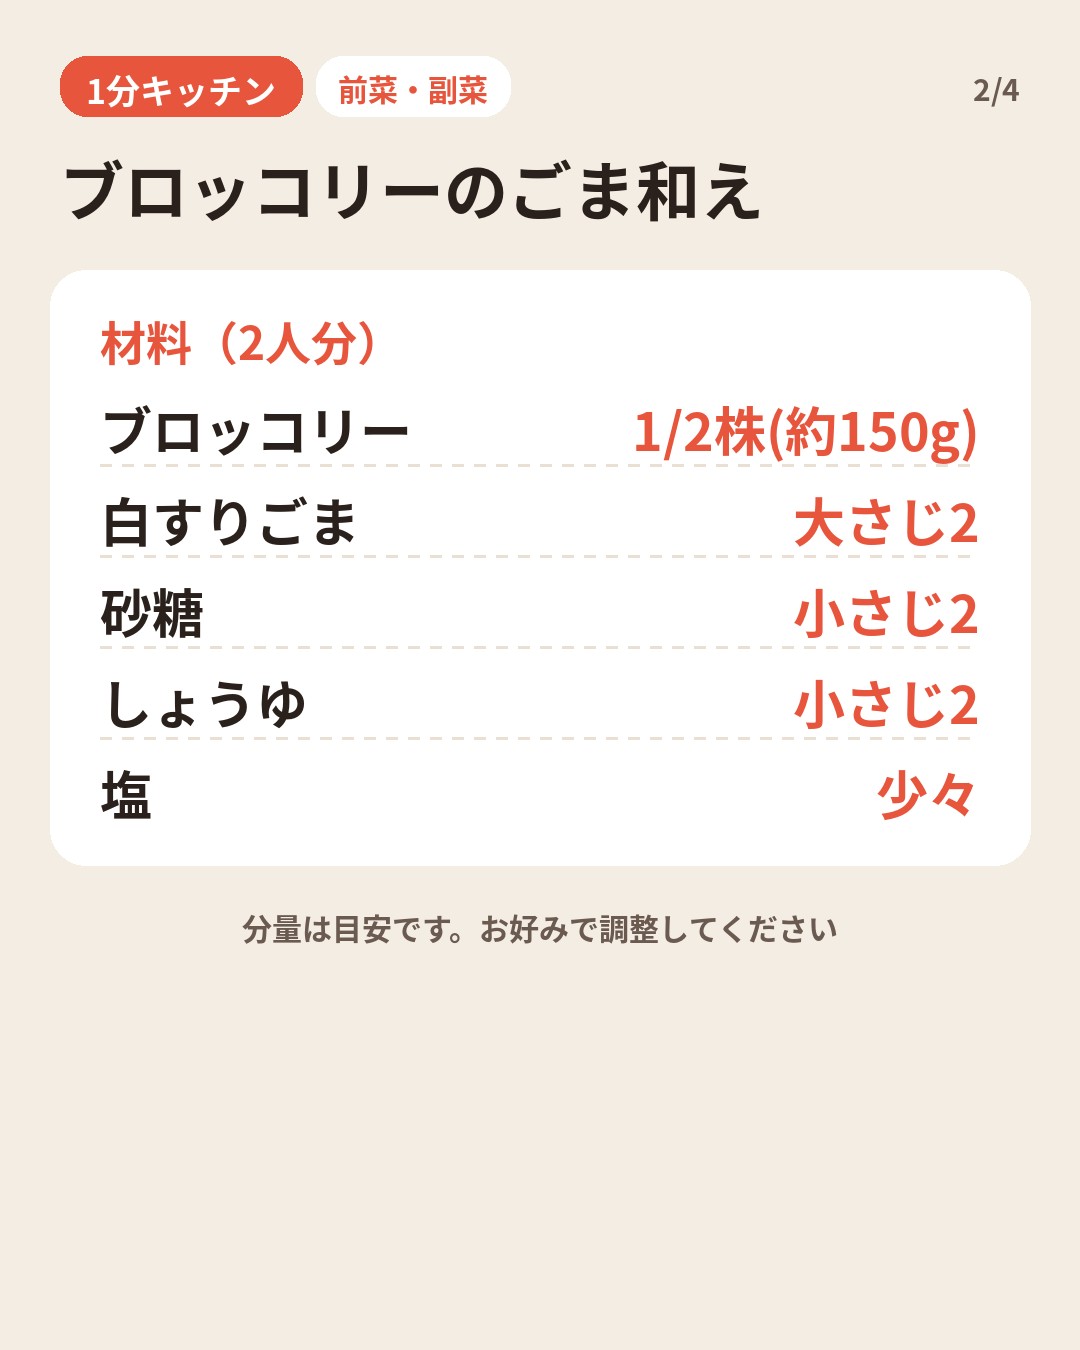 1分キッチン 前菜・副菜 2/4
ブロッコリーのごま和え
材料（2人分）
ブロッコリー 1/2株(約150g)
白すりごま 大さじ2
砂糖 小さじ2
しょうゆ 小さじ2
塩 少々
分量は目安です。お好みで調整してください